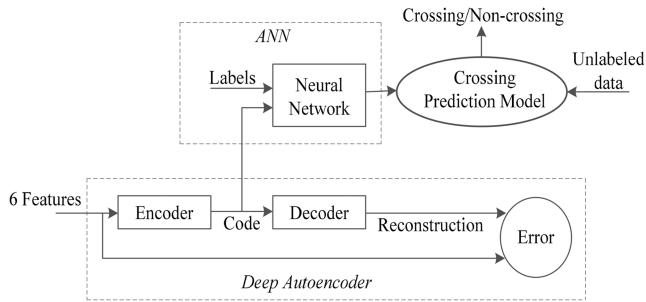 Crossing/Non-crossing
ANN
Labels
Neural
Network
Crossing
Prediction Model
Unlabeled
data
6 Features
Encoder
Code
Decoder
Reconstruction
Error
Deep Autoencoder